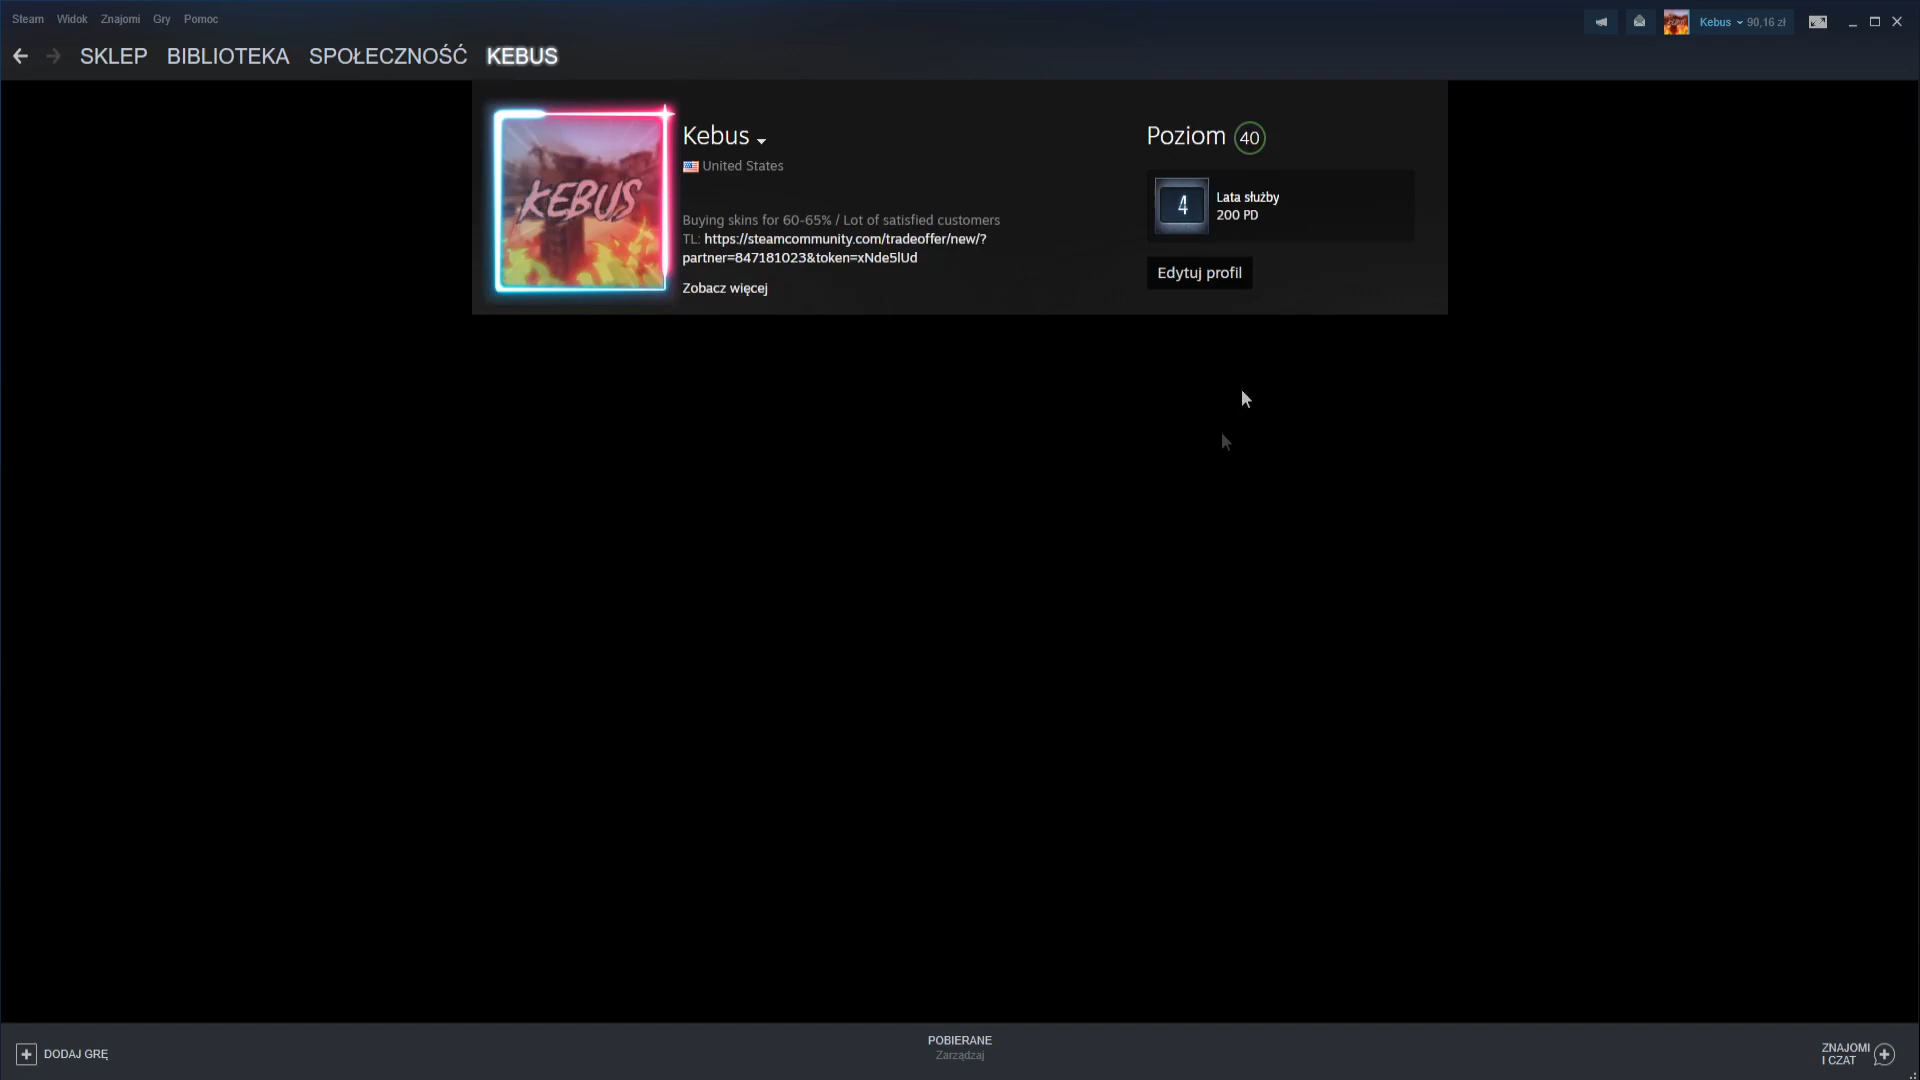 Steam Widok Znajomi Gry Pomoc
Kebus 90,16 zł
SKLEP BIBLIOTEKA SPOŁECZNOŚĆ KEBUS
KEBUS
Kebus
United States
Buying skins for 60-65% / Lot of satisfied customers
TL: https://steamcommunity.com/tradeoffer/new/?
partner=847181023&token=xNde5lUd
Zobacz więcej
Poziom 40
4
Lata służby
200 PD
Edytuj profil
DODAJ GRĘ
POBIERANE
Zarządzaj
ZNAJOMI
I CZAT